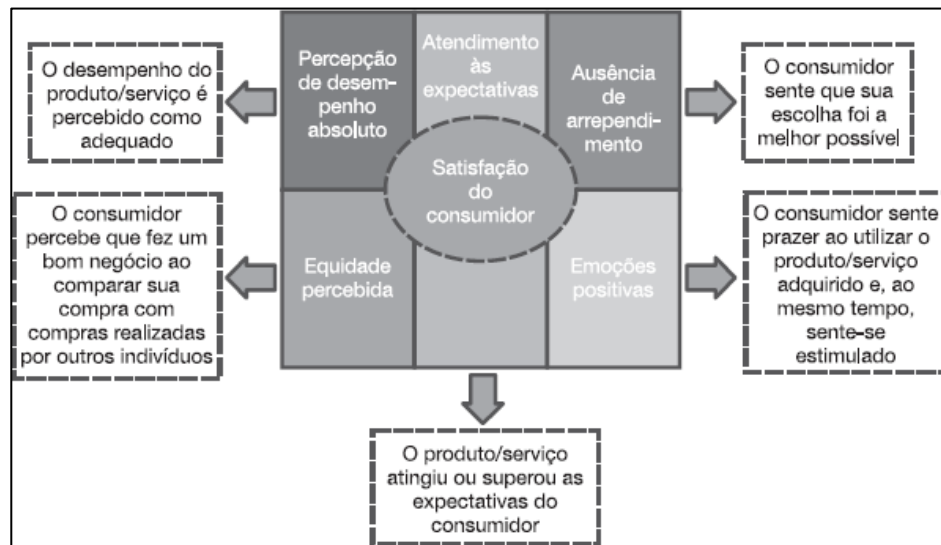 O desempenho do
produto/serviço é
percebido como
adequado
Percepção
de desem-
penho
absoluto
Atendimento
às
expectativas
Ausência
de
arrependi-
mento
O consumidor
sente que sua
escolha foi a
melhor possível
Satisfação
do
consumidor
O consumidor
percebe que fez um
bom negócio ao
comparar sua
compra com
compras realizadas
por outros indivíduos
Equidade
percebida
Emoções
positivas
O consumidor sente
prazer ao utilizar o
produto/serviço
adquirido e, ao
mesmo tempo,
sente-se
estimulado
O produto/serviço
atingiu ou superou as
expectativas do
consumidor